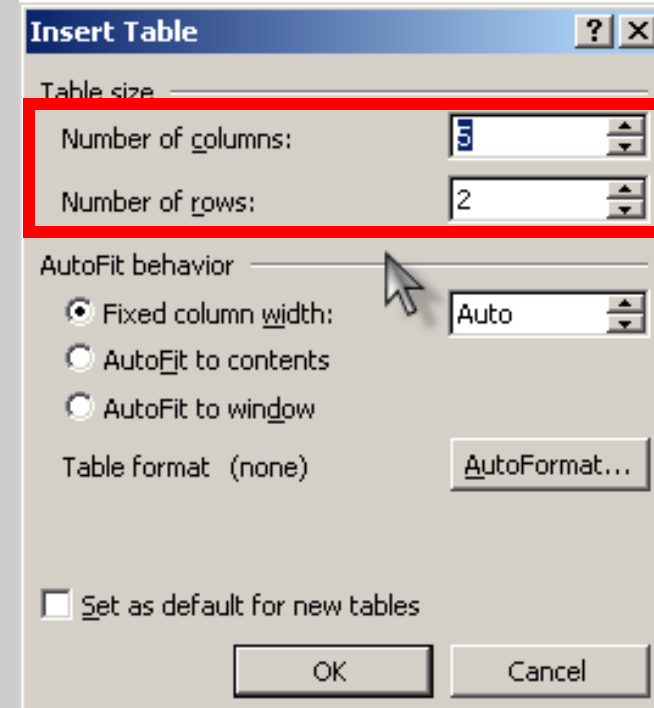 Insert Table
Table size
Number of columns: 5
Number of rows: 2
AutoFit behavior
Fixed column width: Auto
AutoFit to contents
AutoFit to window
Table format (none) AutoFormat...
Set as default for new tables
OK Cancel